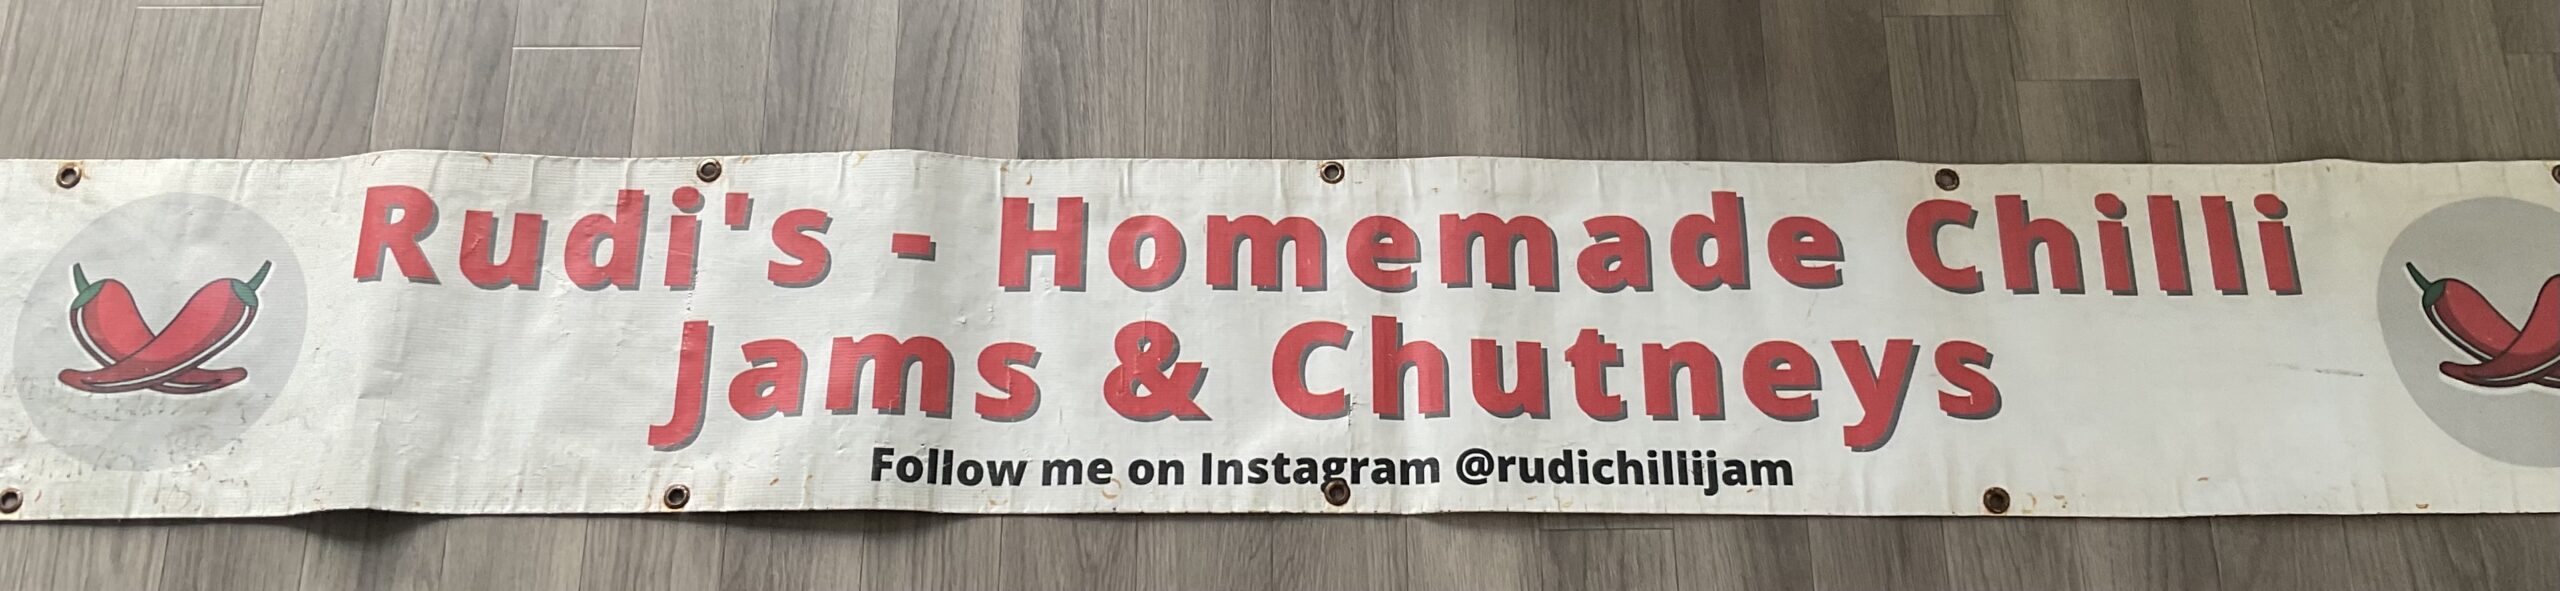 Rudi's - Homemade Chilli
Jams & Chutneys
Follow me on Instagram @rudichillijam